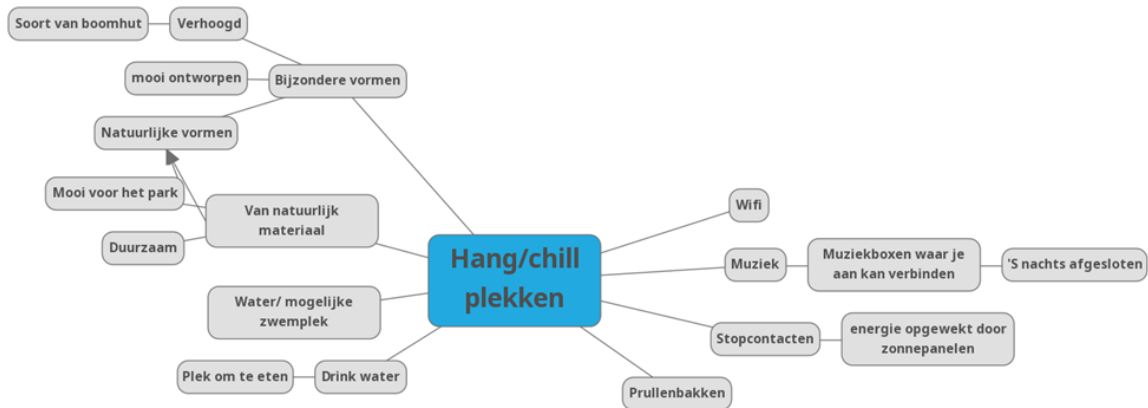 Soort van boomhut
Verhoogd
mooi ontworpen
Bijzondere vormen
Natuurlijke vormen
Mooi voor het park
Van natuurlijk
materiaal
Duurzaam
Water/ mogelijke
zwemplek
Plek om te eten
Drink water
Hang/chill
plekken
Wifi
Muziek
Muziekboxen waar je
aan kan verbinden
'S nachts afgesloten
Stopcontacten
energie opgewekt door
zonnepanelen
Prullenbakken